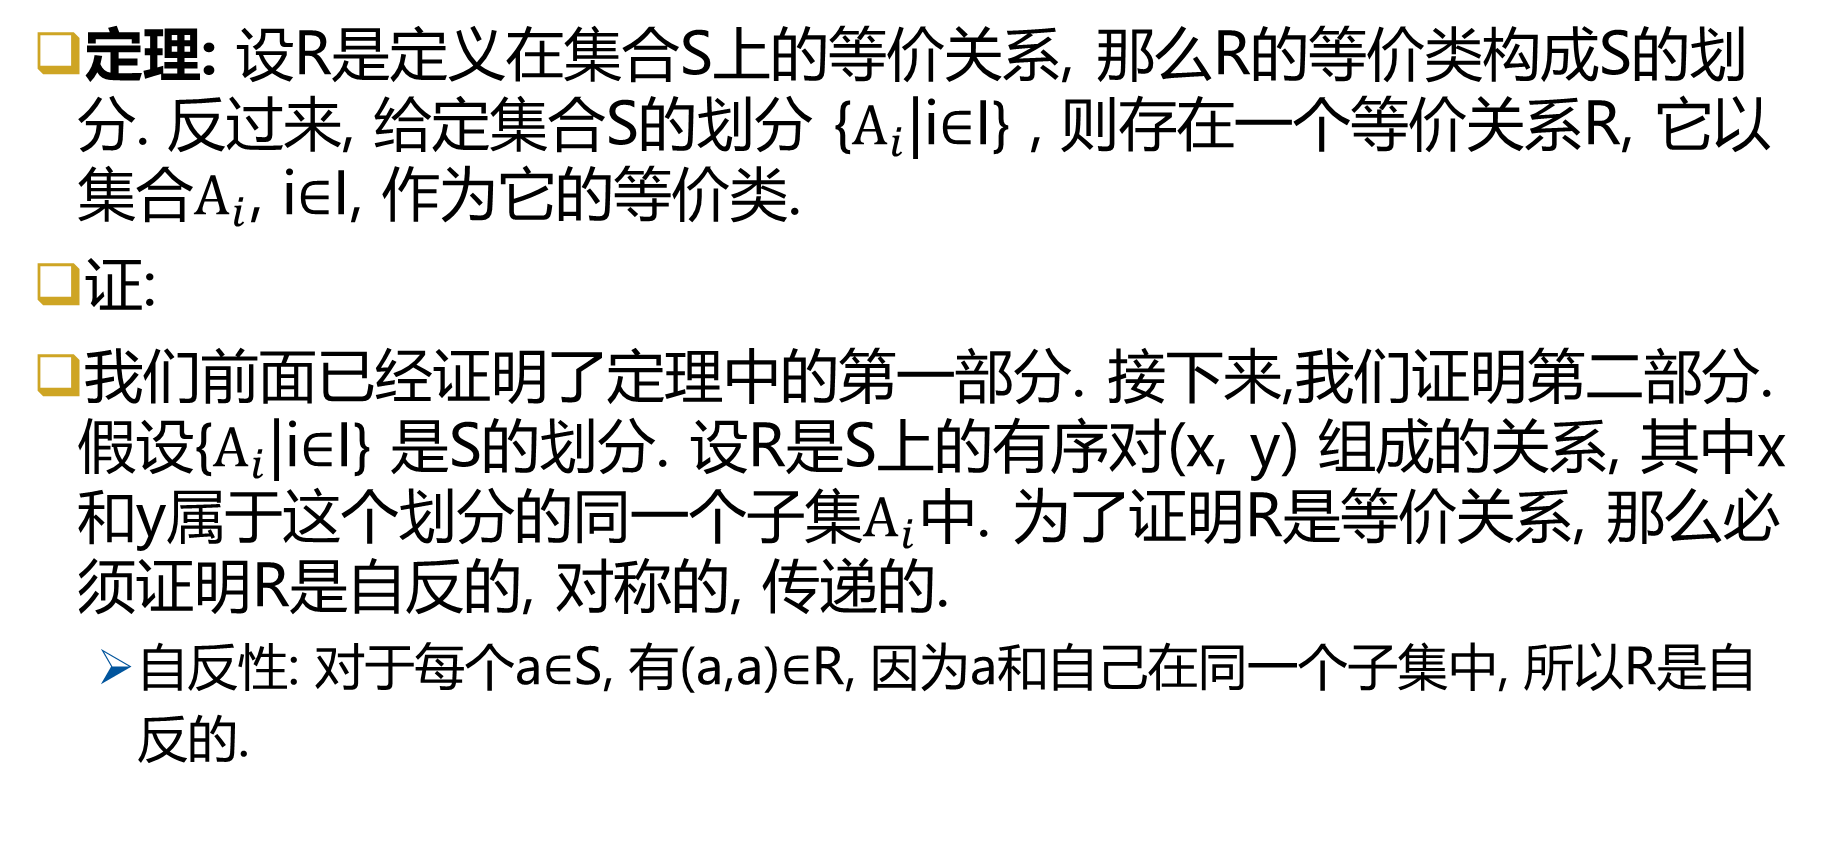 定理: 设R是定义在集合S上的等价关系, 那么R的等价类构成S的划
分. 反过来, 给定集合S的划分 {Aᵢ|i∈I} , 则存在一个等价关系R, 它以
集合Aᵢ, i∈I, 作为它的等价类.
证:
我们前面已经证明了定理中的第一部分. 接下来,我们证明第二部分.
假设{Aᵢ|i∈I} 是S的划分. 设R是S上的有序对(x, y) 组成的关系, 其中x
和y属于这个划分的同一个子集Aᵢ中. 为了证明R是等价关系, 那么必
须证明R是自反的, 对称的, 传递的.
自反性: 对于每个a∈S, 有(a,a)∈R, 因为a和自己在同一个子集中, 所以R是自
反的.